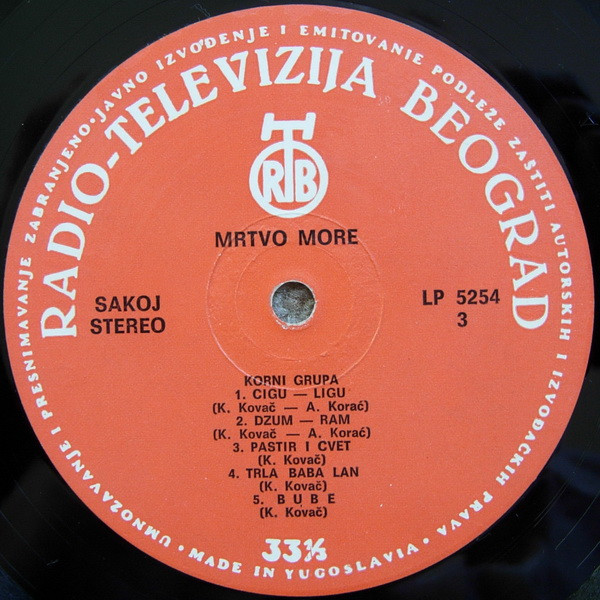 UMNOŽAVANJE I PRESNIMAVANJE ZABRANJENO · JAVNO IZVOĐENJE I EMITOVANJE PODLEŽE ZAŠTITI AUTORSKIH I IZVOĐAČKIH PRAVA · MADE IN YUGOSLAVIA ·
RADIO-TELEVIZIJA BEOGRAD
RTB
MRTVO MORE
SAKOJ
STEREO
LP 5254
3
KORNI GRUPA
1. CIGU — LIGU
(K. Kovač — A. Korać)
2. DZUM — RAM
(K. Kovač — A. Korać)
3. PASTIR I CVET
(K. Kovač)
4. TRLA BABA LAN
(K. Kovač)
5. BUBE
(K. Kovač)
33⅓